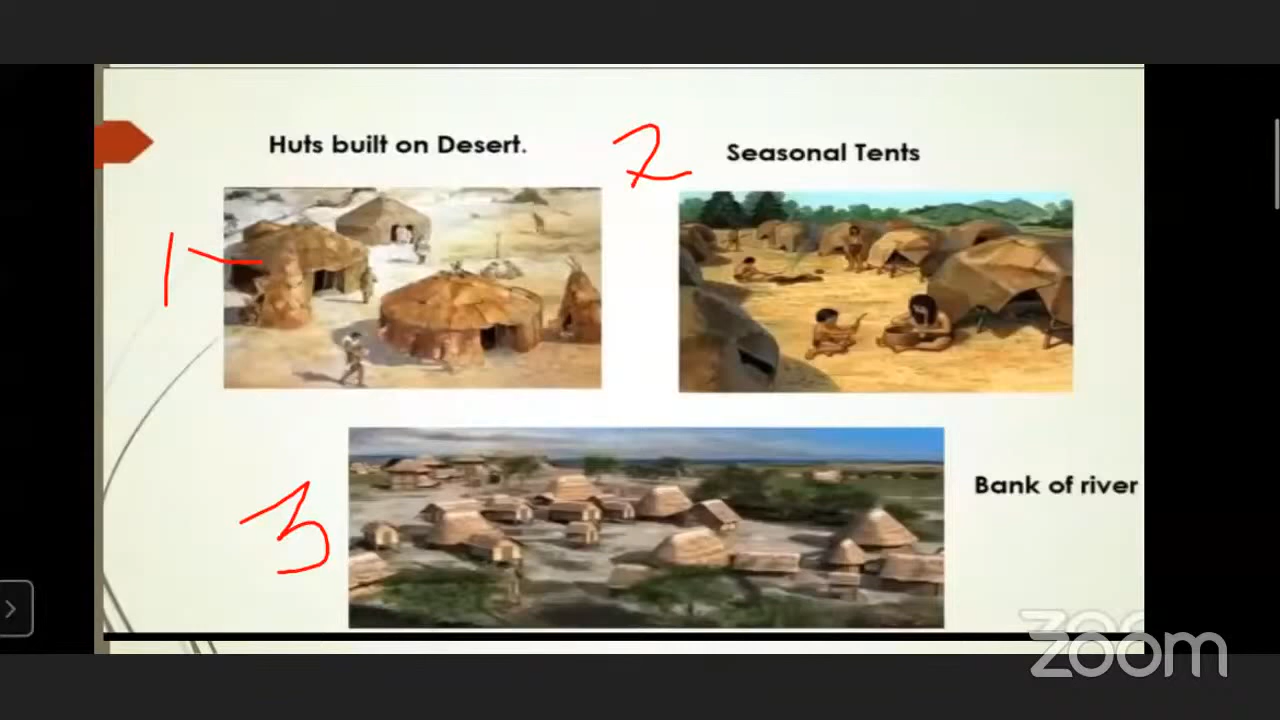 Huts built on Desert.
2
Seasonal Tents
1
3
Bank of river
zoom